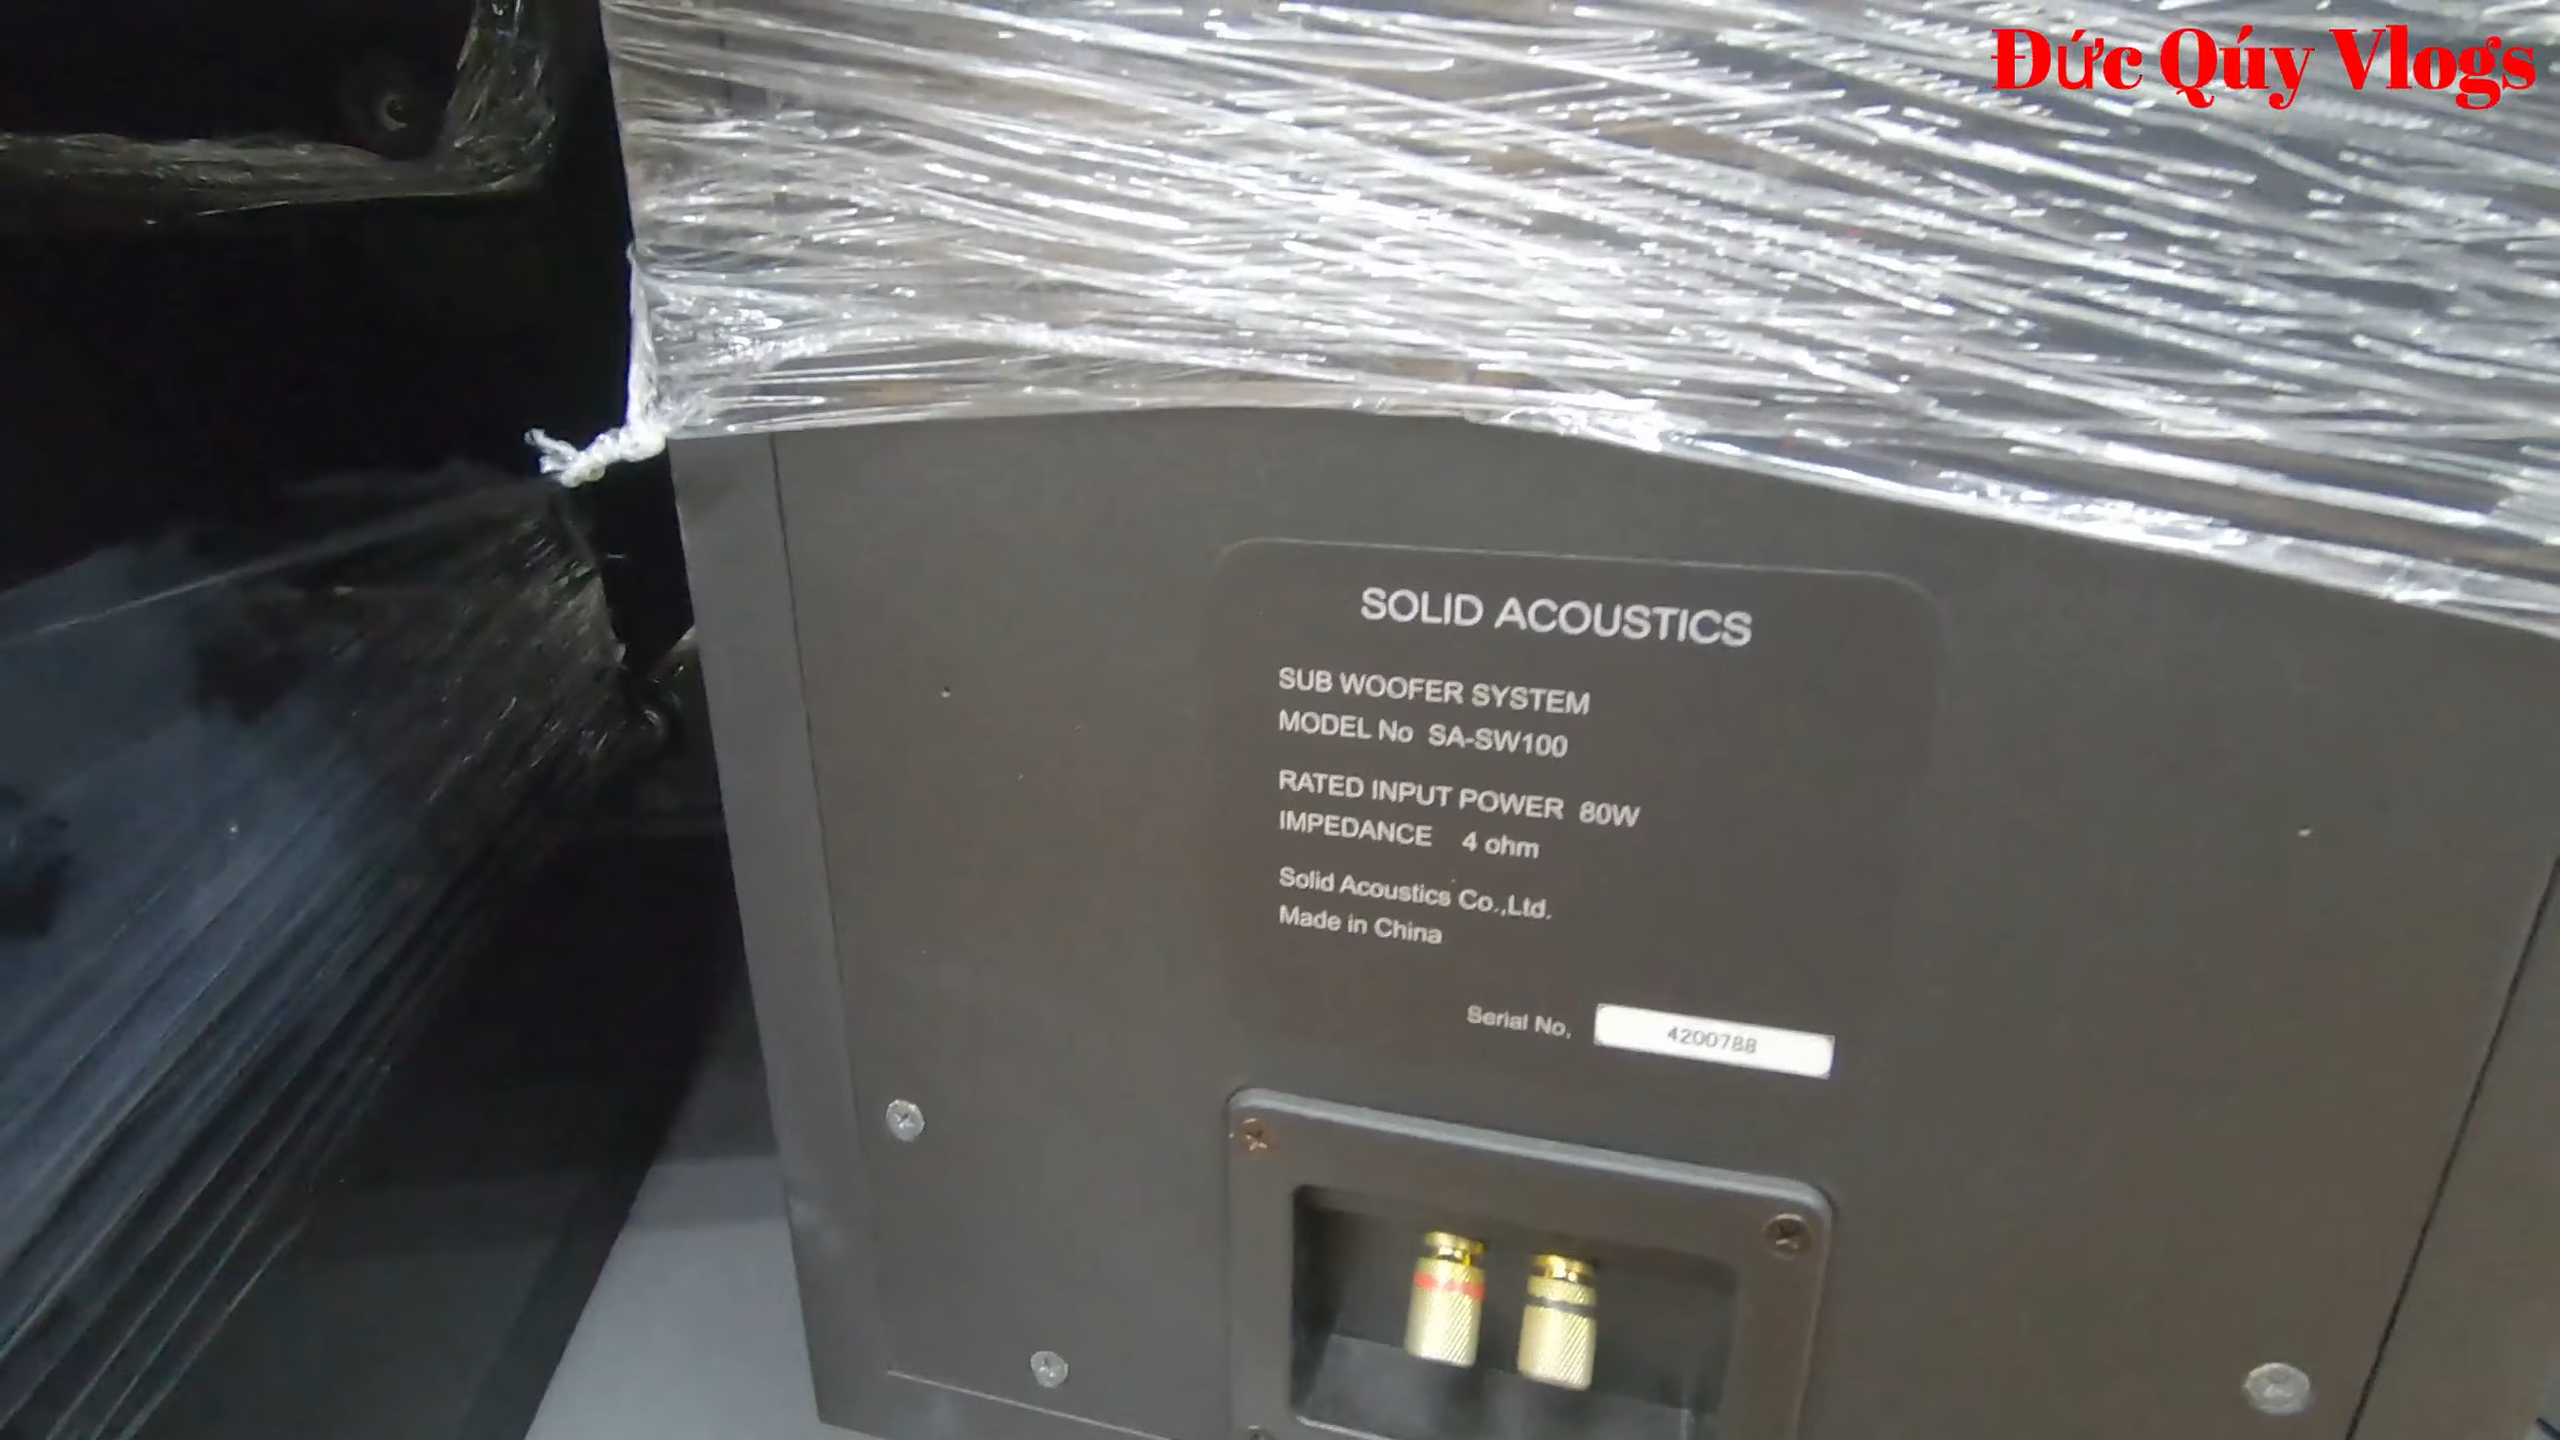 Đức Qúy Vlogs
SOLID ACOUSTICS
SUB WOOFER SYSTEM
MODEL No SA-SW100
RATED INPUT POWER 80W
IMPEDANCE 4 ohm
Solid Acoustics Co.,Ltd.
Made in China
Serial No. 4200788